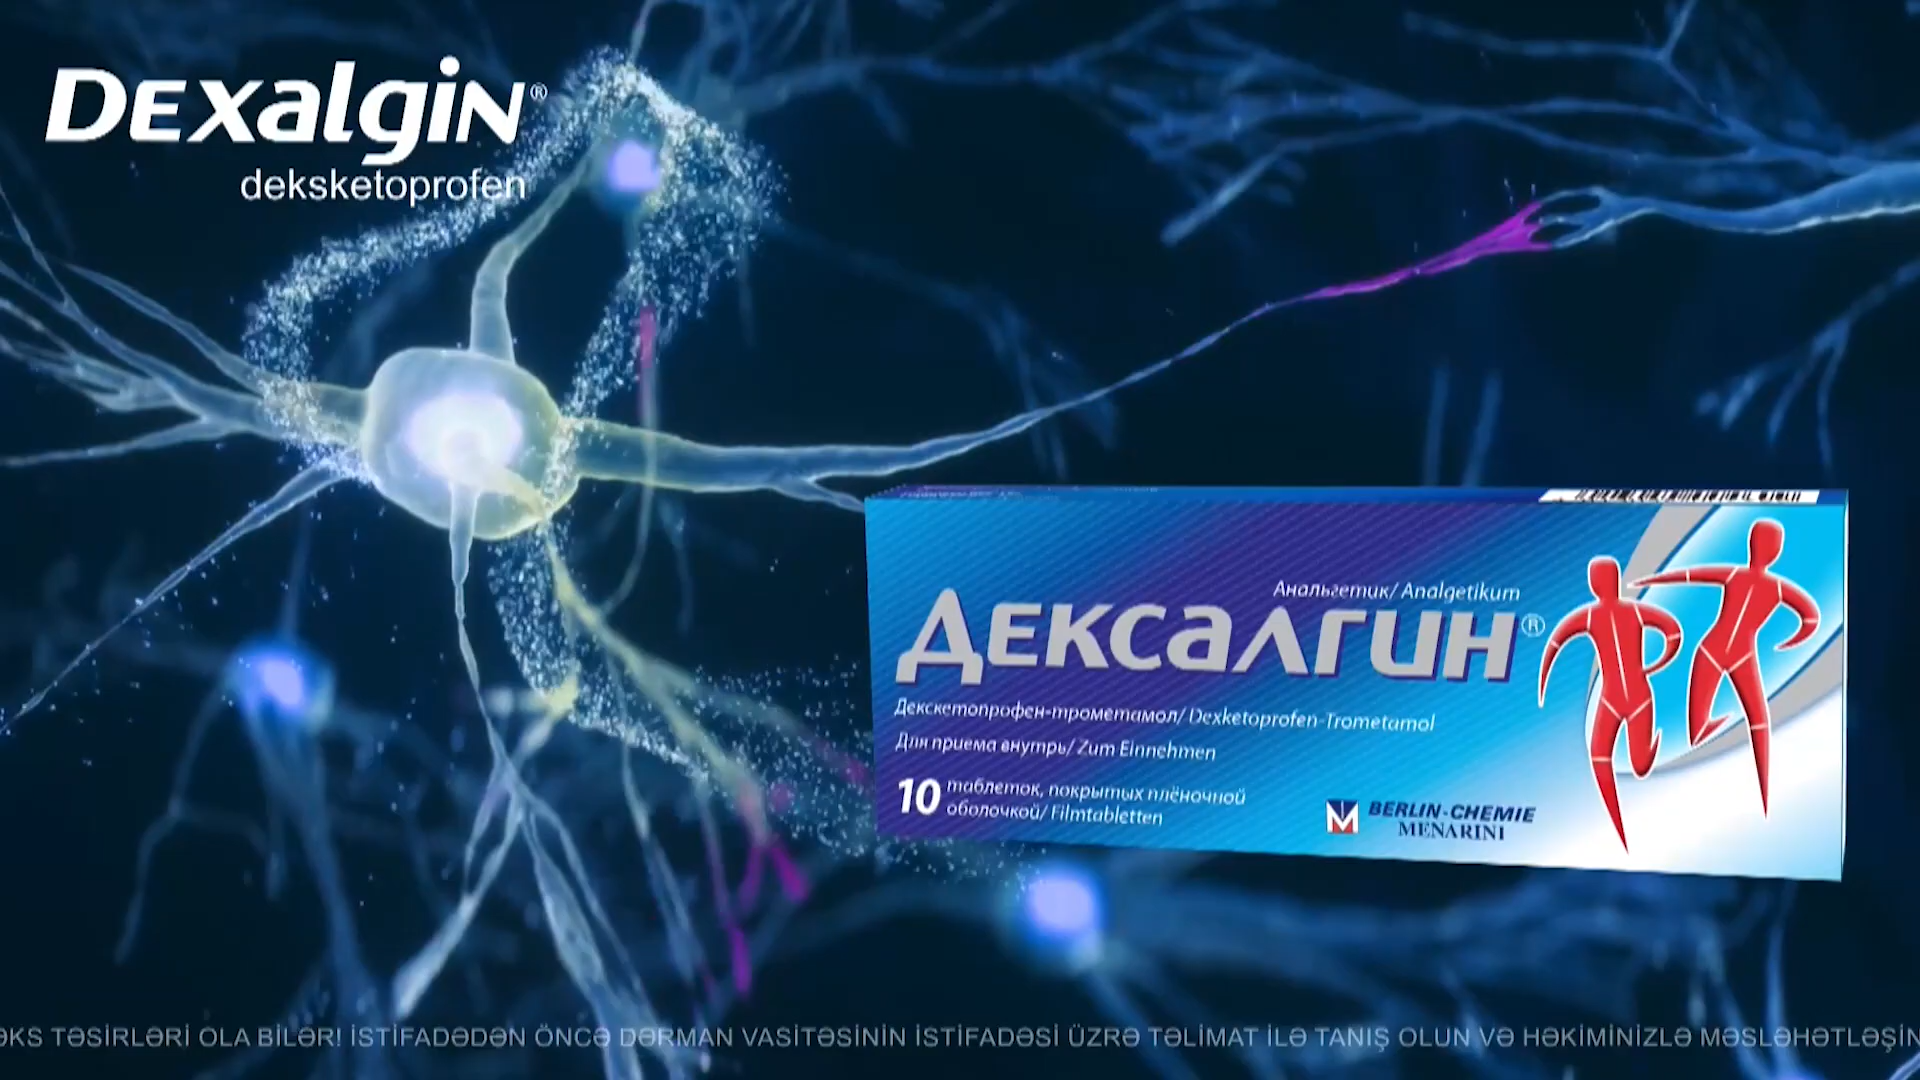 Dexalgin®
deksketoprofen
Анальгетик/ Analgetikum
Дексалгин®
Декскетопрофен-трометамол/ Dexketoprofen-Trometamol
Для приема внутрь/ Zum Einnehmen
10 таблеток, покрытых плёночной
оболочкой/ Filmtabletten
BERLIN-CHEMIE
MENARINI
ƏKS TƏSİRLƏRİ OLA BİLƏR! İSTİFADƏDƏN ÖNCƏ DƏRMAN VASİTƏSİNİN İSTİFADƏSİ ÜZRƏ TƏLİMAT İLƏ TANIŞ OLUN VƏ HƏKİMİNİZLƏ MƏSLƏHƏTLƏŞİN